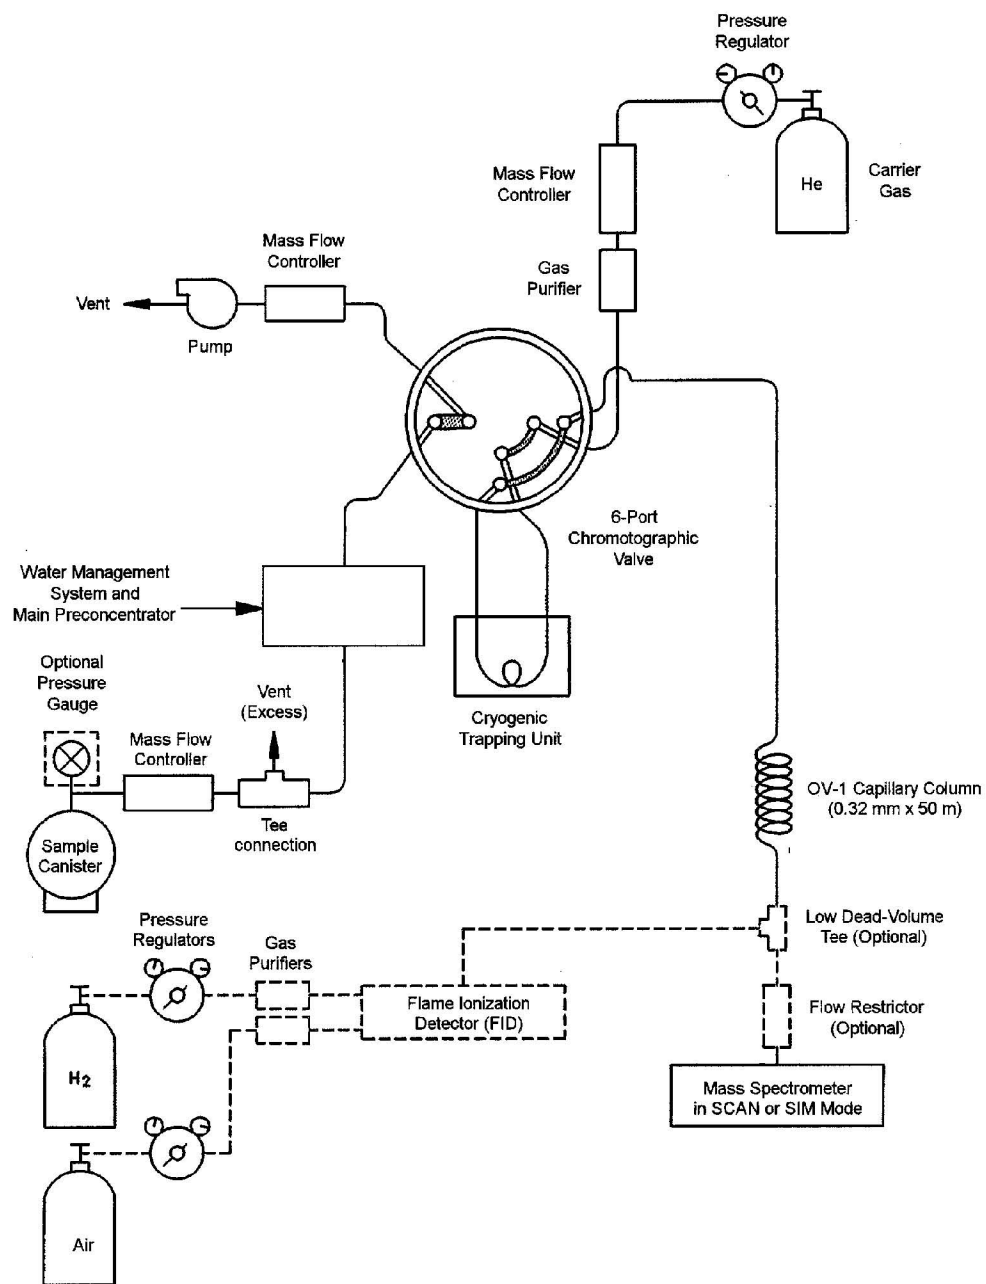 Pressure
Regulator
Mass Flow
Controller
He
Carrier
Gas
Mass Flow
Controller
Gas
Purifier
Vent
Pump
6-Port
Chromotographic
Valve
Water Management
System and
Main Preconcentrator
Optional
Pressure
Gauge
Vent
(Excess)
Cryogenic
Trapping Unit
Mass Flow
Controller
OV-1 Capillary Column
(0.32 mm x 50 m)
Tee
connection
Sample
Canister
Pressure
Regulators
Gas
Purifiers
Low Dead-Volume
Tee (Optional)
Flame Ionization
Detector (FID)
Flow Restrictor
(Optional)
H2
Mass Spectrometer
in SCAN or SIM Mode
Air